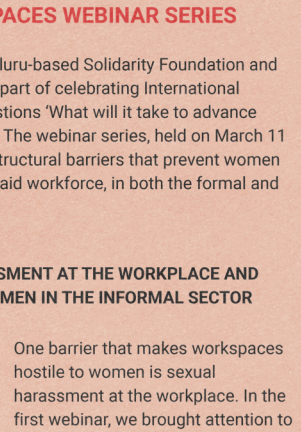 PACES WEBINAR SERIES
luru-based Solidarity Foundation and
part of celebrating International
stions ‘What will it take to advance
The webinar series, held on March 11
tructural barriers that prevent women
aid workforce, in both the formal and
SMENT AT THE WORKPLACE AND
MEN IN THE INFORMAL SECTOR
One barrier that makes workspaces
hostile to women is sexual
harassment at the workplace. In the
first webinar, we brought attention to